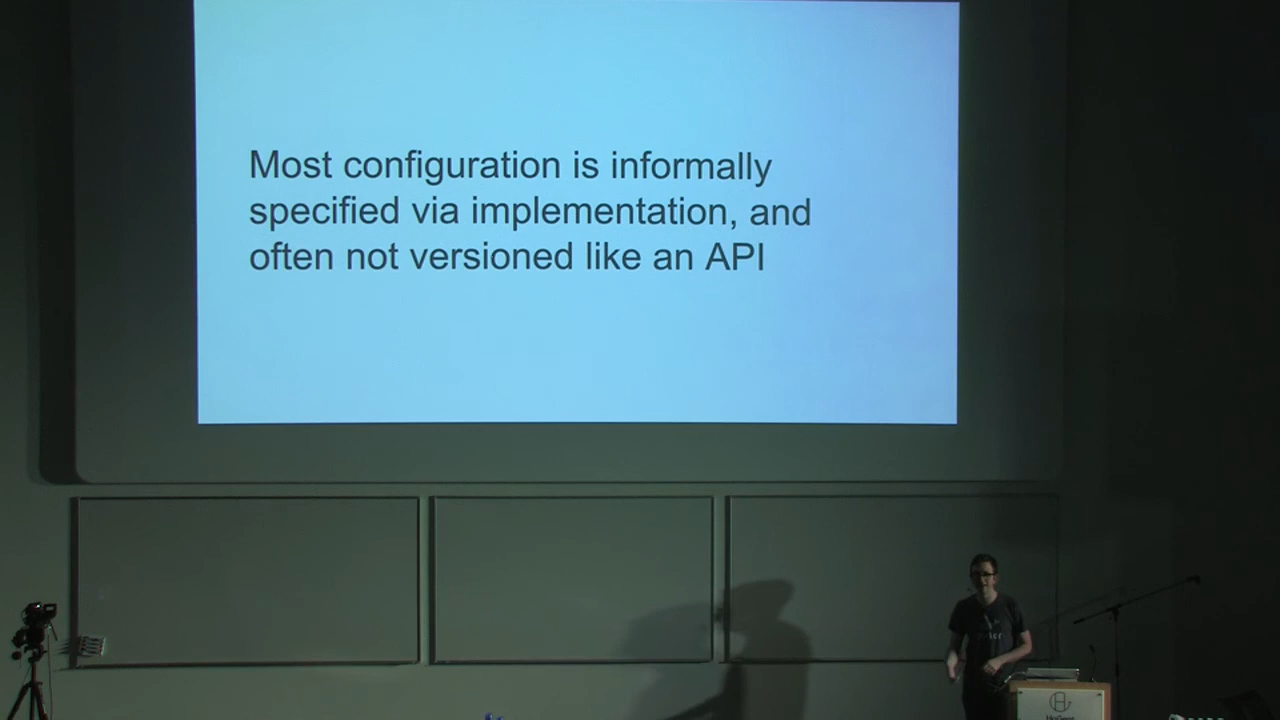 Most configuration is informally
specified via implementation, and
often not versioned like an API